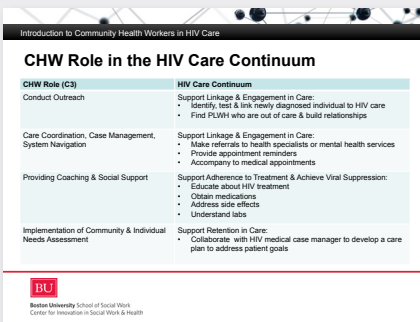 Introduction to Community Health Workers in HIV Care
CHW Role in the HIV Care Continuum
CHW Role (C3)
HIV Care Continuum
Conduct Outreach
Support Linkage & Engagement in Care:
• Identify, test & link newly diagnosed individual to HIV care
• Find PLWH who are out of care & build relationships
Care Coordination, Case Management,
System Navigation
Support Linkage & Engagement in Care:
• Make referrals to health specialists or mental health services
• Provide appointment reminders
• Accompany to medical appointments
Providing Coaching & Social Support
Support Adherence to Treatment & Achieve Viral Suppression:
• Educate about HIV treatment
• Obtain medications
• Address side effects
• Understand labs
Implementation of Community & Individual
Needs Assessment
Support Retention in Care:
• Collaborate with HIV medical case manager to develop a care
plan to address patient goals
BU
Boston University School of Social Work
Center for Innovation in Social Work & Health